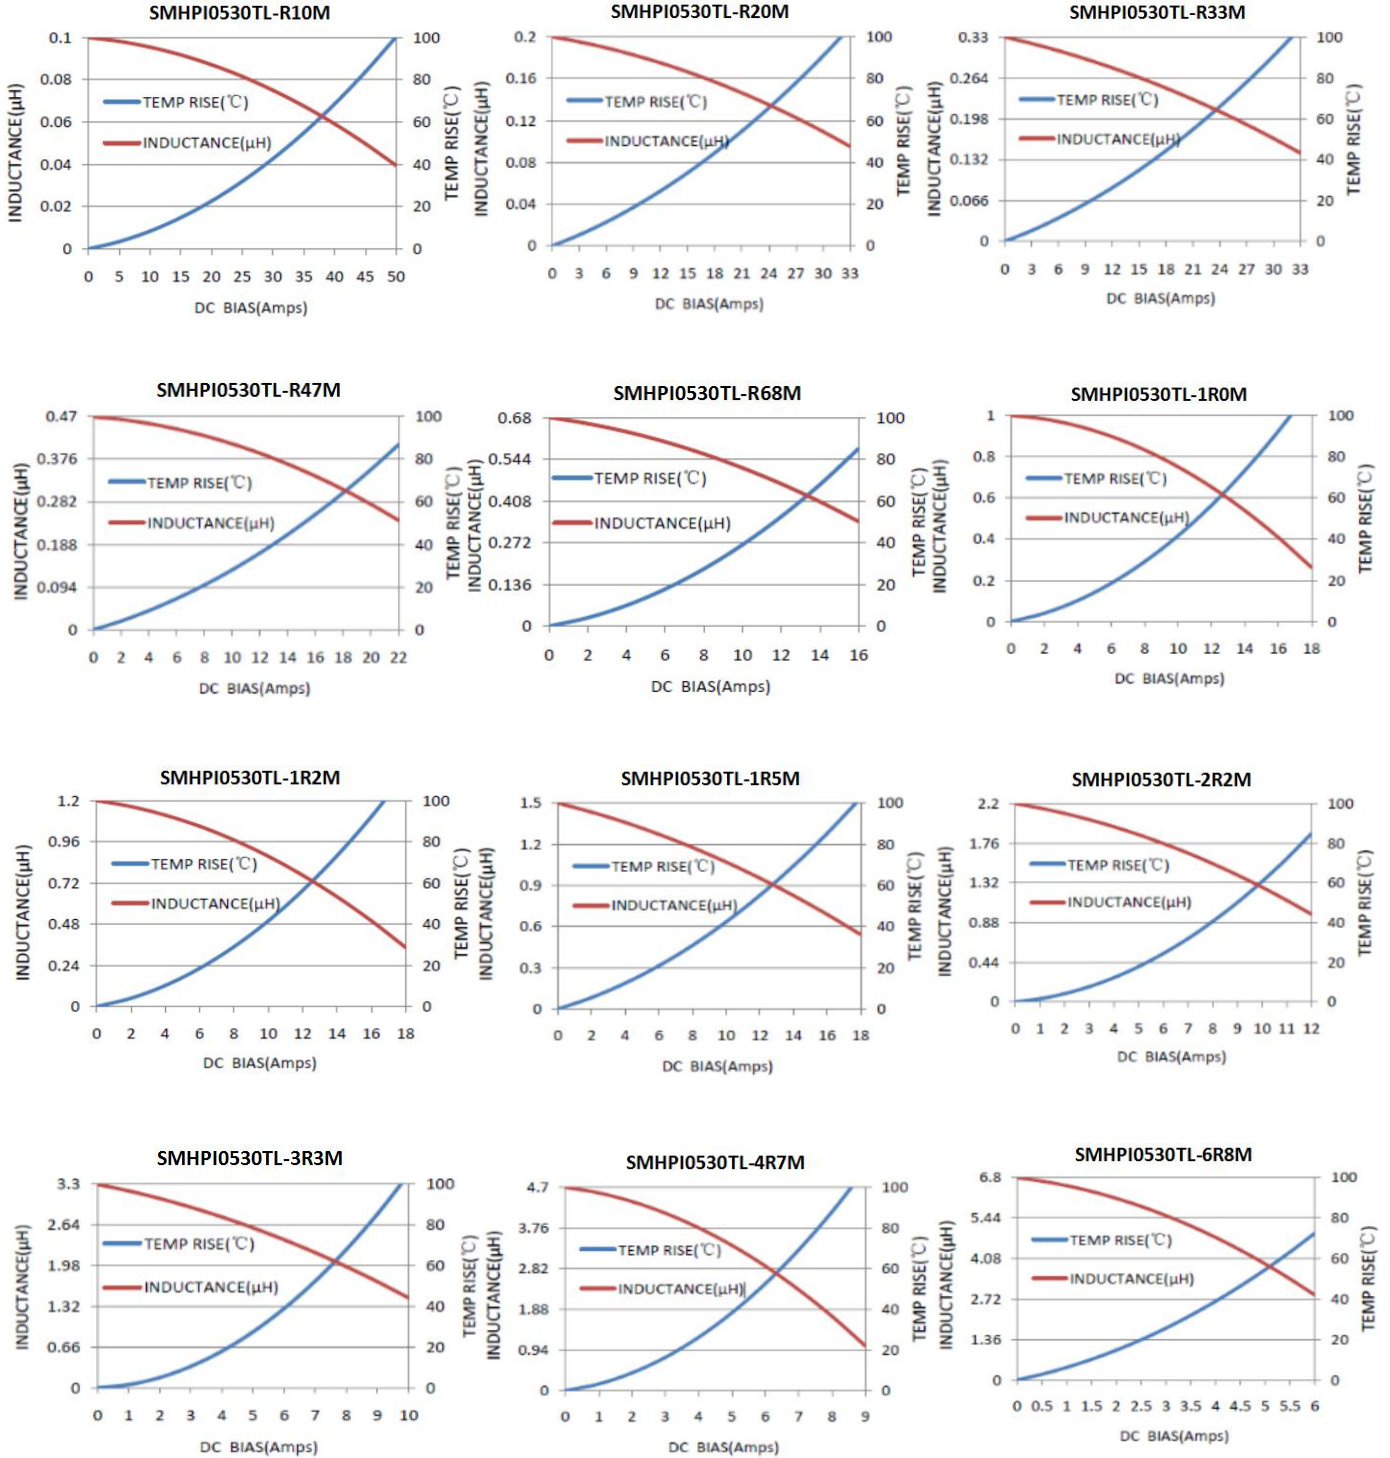 SMHPI0530TL-R10M
INDUCTANCE(µH)
0.1
0.08
0.06
0.04
0.02
0
TEMP RISE(℃)
INDUCTANCE(µH)
100
80
60
40
20
0
TEMP RISE(℃)
0 5 10 15 20 25 30 35 40 45 50
DC BIAS(Amps)
SMHPI0530TL-R20M
INDUCTANCE(µH)
0.2
0.16
0.12
0.08
0.04
0
TEMP RISE(℃)
INDUCTANCE(µH)
100
80
60
40
20
0
TEMP RISE(℃)
0 3 6 9 12 15 18 21 24 27 30 33
DC BIAS(Amps)
SMHPI0530TL-R33M
INDUCTANCE(µH)
0.33
0.264
0.198
0.132
0.066
0
TEMP RISE(℃)
INDUCTANCE(µH)
100
80
60
40
20
0
TEMP RISE(℃)
0 3 6 9 12 15 18 21 24 27 30 33
DC BIAS(Amps)
SMHPI0530TL-R47M
INDUCTANCE(µH)
0.47
0.376
0.282
0.188
0.094
0
TEMP RISE(℃)
INDUCTANCE(µH)
100
80
60
40
20
0
TEMP RISE(℃)
0 2 4 6 8 10 12 14 16 18 20 22
DC BIAS(Amps)
SMHPI0530TL-R68M
INDUCTANCE(µH)
0.68
0.544
0.408
0.272
0.136
0
TEMP RISE(℃)
INDUCTANCE(µH)
100
80
60
40
20
0
TEMP RISE(℃)
0 2 4 6 8 10 12 14 16
DC BIAS(Amps)
SMHPI0530TL-1R0M
INDUCTANCE(µH)
1
0.8
0.6
0.4
0.2
0
TEMP RISE(℃)
INDUCTANCE(µH)
100
80
60
40
20
0
TEMP RISE(℃)
0 2 4 6 8 10 12 14 16 18
DC BIAS(Amps)
SMHPI0530TL-1R2M
INDUCTANCE(µH)
1.2
0.96
0.72
0.48
0.24
0
TEMP RISE(℃)
INDUCTANCE(µH)
100
80
60
40
20
0
TEMP RISE(℃)
0 2 4 6 8 10 12 14 16 18
DC BIAS(Amps)
SMHPI0530TL-1R5M
INDUCTANCE(µH)
1.5
1.2
0.9
0.6
0.3
0
TEMP RISE(℃)
INDUCTANCE(µH)
100
80
60
40
20
0
TEMP RISE(℃)
0 2 4 6 8 10 12 14 16 18
DC BIAS(Amps)
SMHPI0530TL-2R2M
INDUCTANCE(µH)
2.2
1.76
1.32
0.88
0.44
0
TEMP RISE(℃)
INDUCTANCE(µH)
100
80
60
40
20
0
TEMP RISE(℃)
0 1 2 3 4 5 6 7 8 9 10 11 12
DC BIAS(Amps)
SMHPI0530TL-3R3M
INDUCTANCE(µH)
3.3
2.64
1.98
1.32
0.66
0
TEMP RISE(℃)
INDUCTANCE(µH)
100
80
60
40
20
0
TEMP RISE(℃)
0 1 2 3 4 5 6 7 8 9 10
DC BIAS(Amps)
SMHPI0530TL-4R7M
INDUCTANCE(µH)
4.7
3.76
2.82
1.88
0.94
0
TEMP RISE(℃)
INDUCTANCE(µH)
100
80
60
40
20
0
TEMP RISE(℃)
0 1 2 3 4 5 6 7 8 9
DC BIAS(Amps)
SMHPI0530TL-6R8M
INDUCTANCE(µH)
6.8
5.44
4.08
2.72
1.36
0
TEMP RISE(℃)
INDUCTANCE(µH)
100
80
60
40
20
0
TEMP RISE(℃)
0 0.5 1 1.5 2 2.5 3 3.5 4 4.5 5 5.5 6
DC BIAS(Amps)